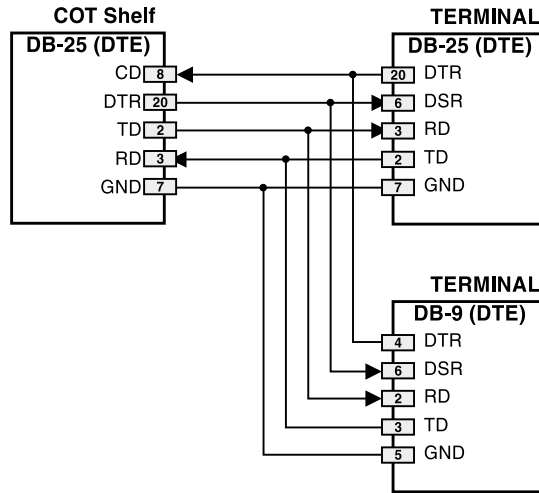 COT Shelf
DB-25 (DTE)
CD 8
DTR 20
TD 2
RD 3
GND 7
TERMINAL
DB-25 (DTE)
20 DTR
6 DSR
3 RD
2 TD
7 GND
TERMINAL
DB-9 (DTE)
4 DTR
6 DSR
2 RD
3 TD
5 GND